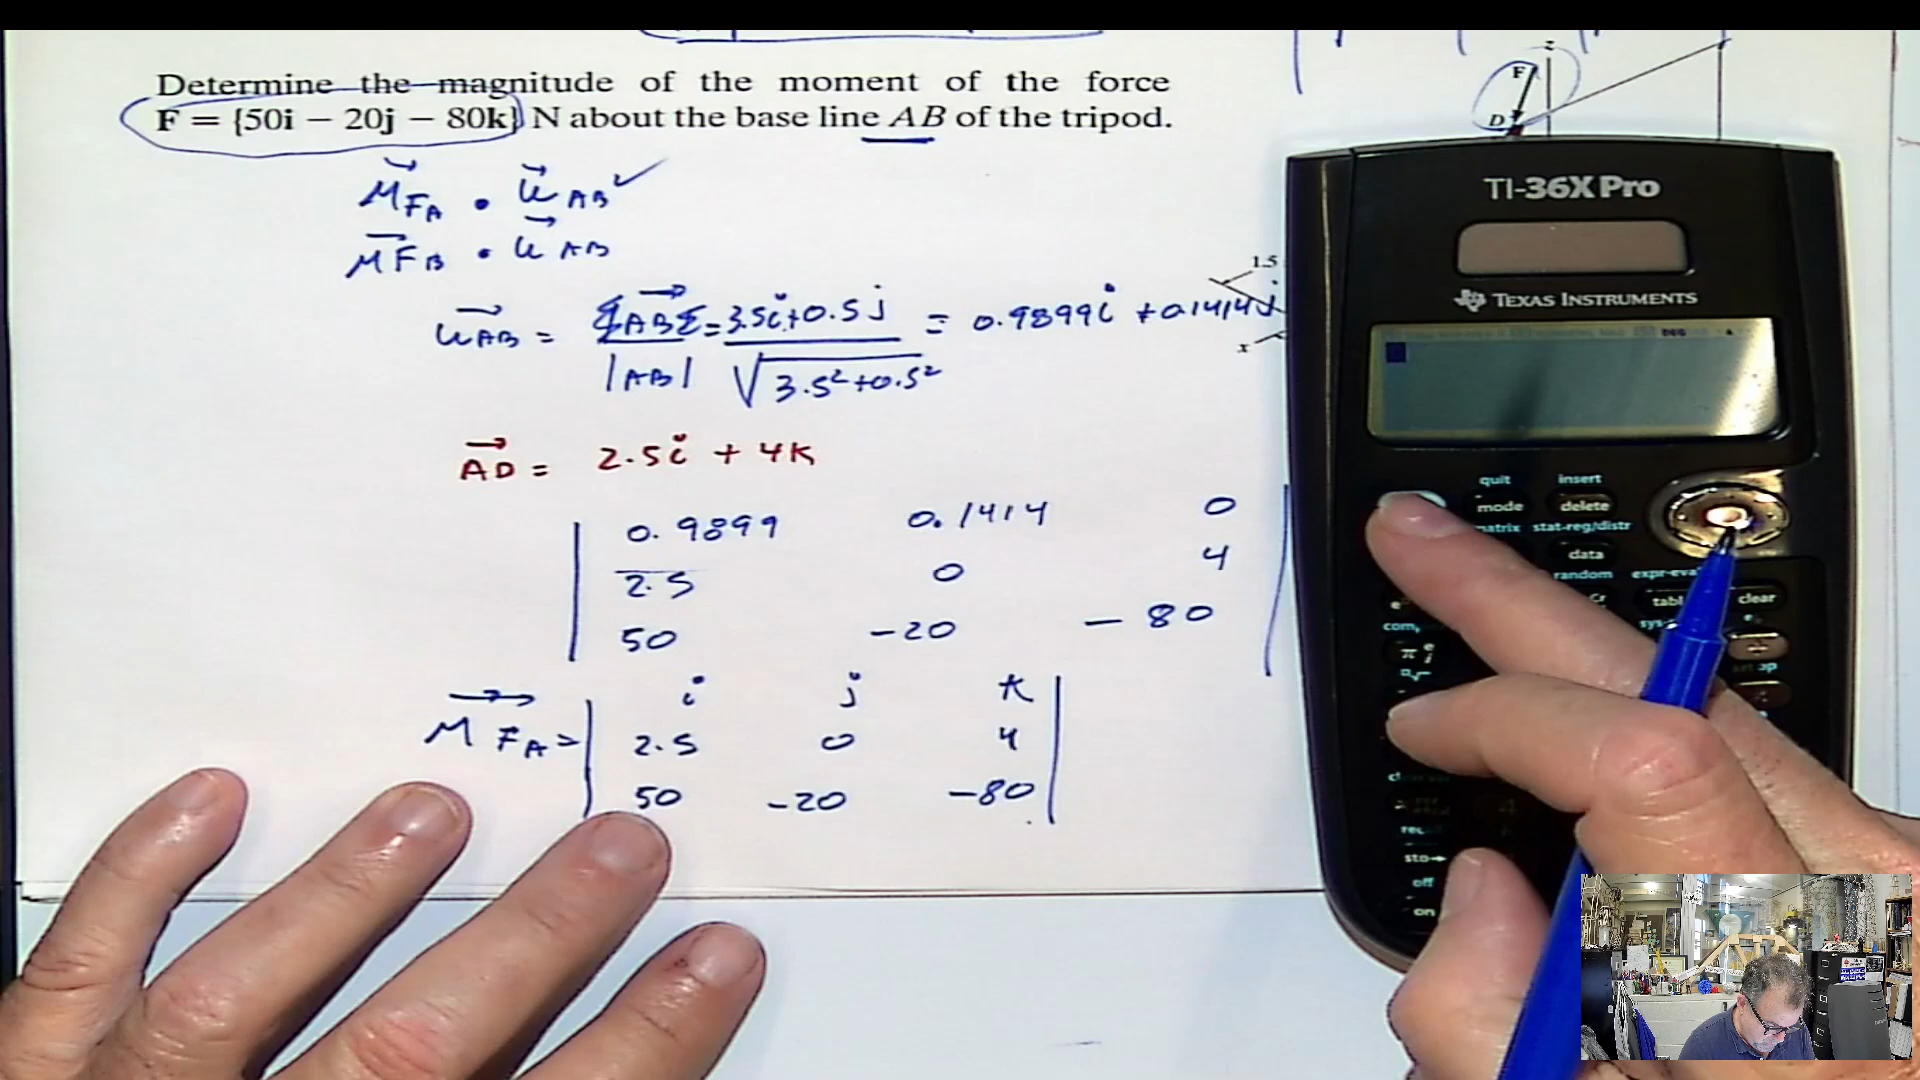 Determine the magnitude of the moment of the force
F = {50i − 20j − 80k} N about the base line AB of the tripod.
M FA • u AB
M FB • u AB
u AB = {AB} / |AB| = 3.5i + 0.5j / √3.5² + 0.5² = 0.9899i + 0.1414j
AD = 2.5i + 4K
0.9899 0.1414 0
2.5 0 4
50 -20 -80
i j k
M FA = 2.5 0 4
50 -20 -80
z
F
D
1.5
x
TI-36X Pro
TEXAS INSTRUMENTS
DEG
quit insert
mode delete
stat-reg/distr
data
random expr-eval
clear
π e i
sto→
off
on